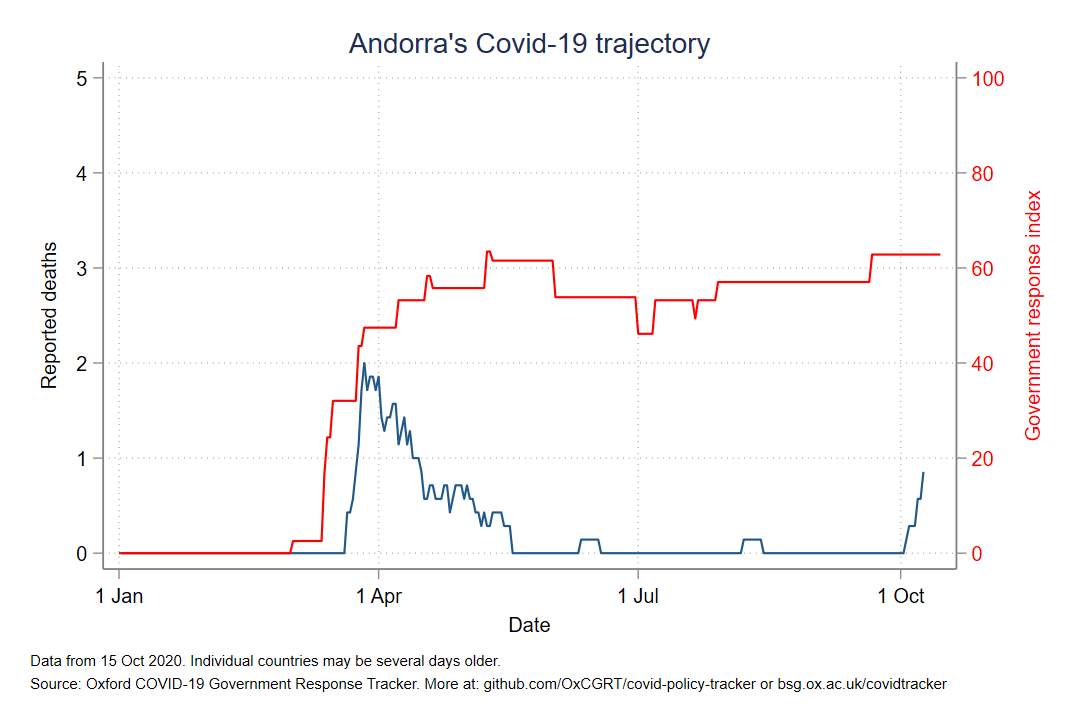 Andorra's Covid-19 trajectory
5
4
3
2
1
0
Reported deaths
100
80
60
40
20
0
Government response index
1 Jan
1 Apr
1 Jul
1 Oct
Date
Data from 15 Oct 2020. Individual countries may be several days older.
Source: Oxford COVID-19 Government Response Tracker. More at: github.com/OxCGRT/covid-policy-tracker or bsg.ox.ac.uk/covidtracker